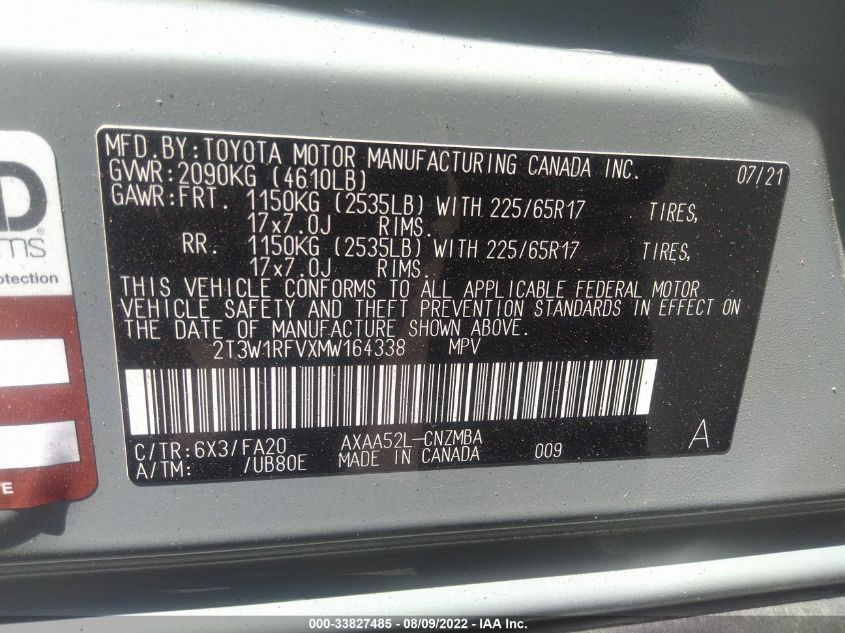 MFD.BY:TOYOTA MOTOR MANUFACTURING CANADA INC. 07/21
GVWR:2090KG (4610LB)
GAWR:FRT. 1150KG (2535LB) WITH 225/65R17 TIRES,
17x7.0J RIMS.
RR. 1150KG (2535LB) WITH 225/65R17 TIRES,
17x7.0J RIMS.
THIS VEHICLE CONFORMS TO ALL APPLICABLE FEDERAL MOTOR
VEHICLE SAFETY AND THEFT PREVENTION STANDARDS IN EFFECT ON
THE DATE OF MANUFACTURE SHOWN ABOVE.
2T3W1RFVXMW164338 MPV
C/TR:6X3/FA20 AXAA52L-CNZMBA A
A/TM: /UB80E MADE IN CANADA 009
000-33827485 - 08/09/2022 - IAA Inc.